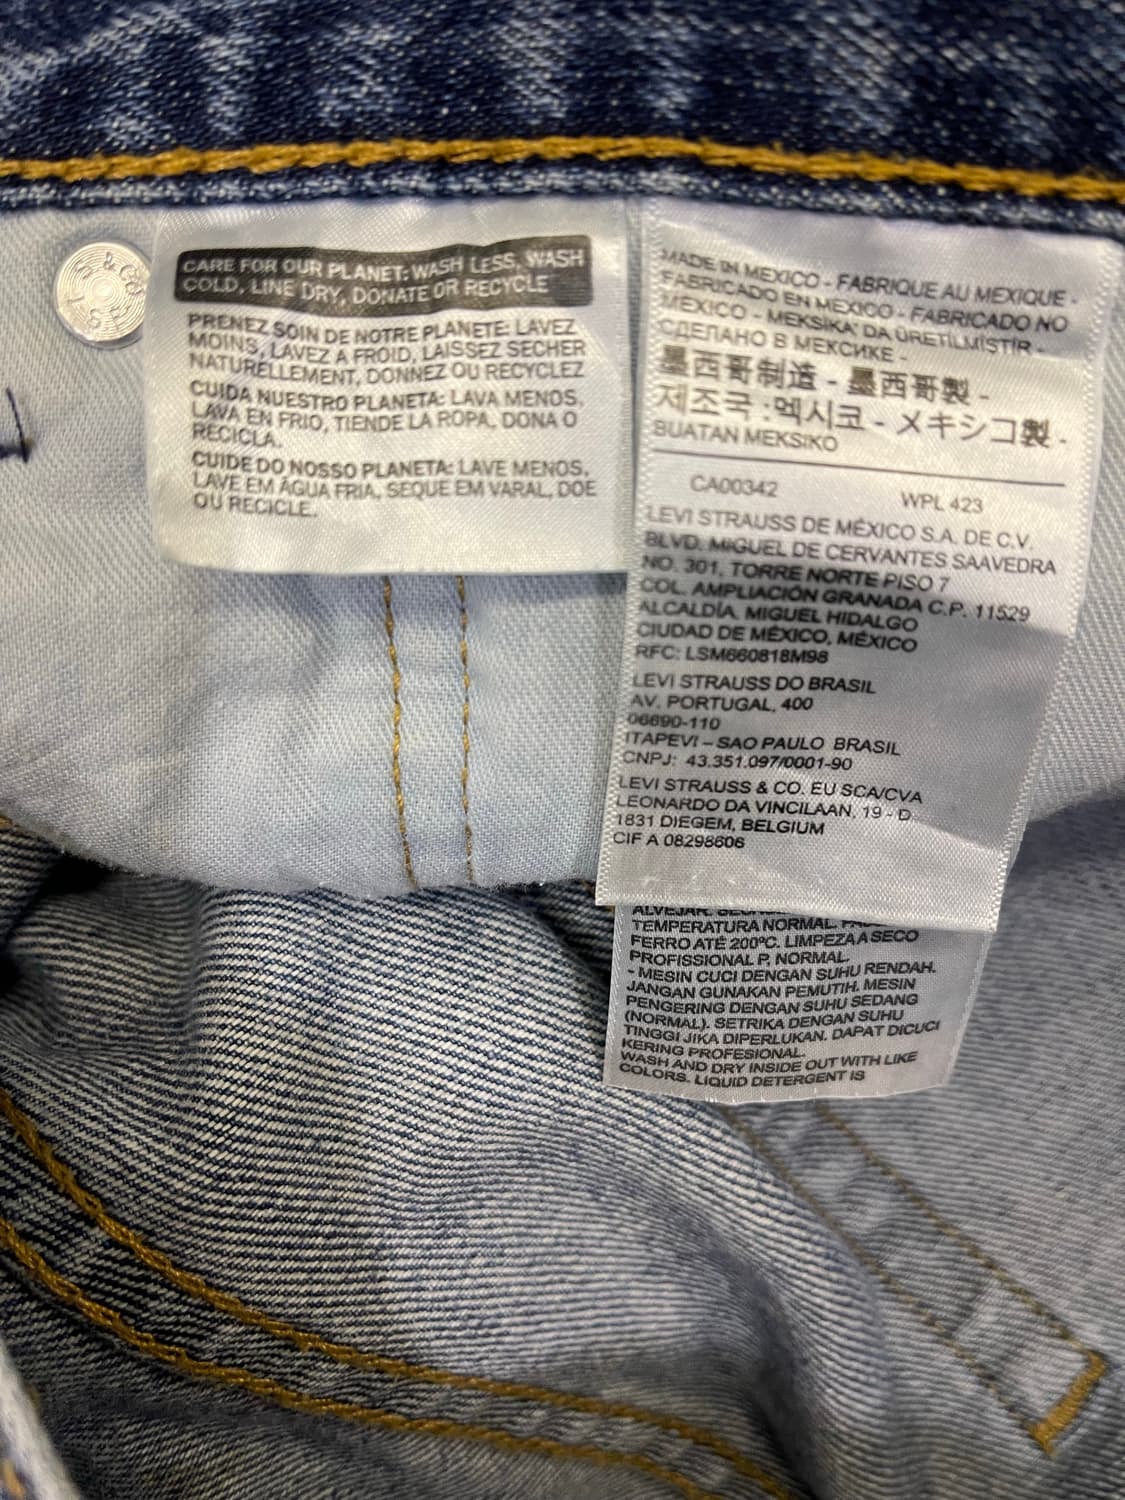 CARE FOR OUR PLANET: WASH LESS, WASH
COLD, LINE DRY, DONATE OR RECYCLE
PRENEZ SOIN DE NOTRE PLANETE: LAVEZ
MOINS, LAVEZ A FROID, LAISSEZ SECHER
NATURELLEMENT, DONNEZ OU RECYCLEZ
CUIDA NUESTRO PLANETA: LAVA MENOS,
LAVA EN FRIO, TIENDE LA ROPA, DONA O
RECICLA.
CUIDE DO NOSSO PLANETA: LAVE MENOS,
LAVE EM ÁGUA FRIA, SEQUE EM VARAL, DOE
OU RECICLE.
MADE IN MEXICO - FABRIQUE AU MEXIQUE -
FABRICADO EN MEXICO - FABRICADO NO
MÉXICO - MEKSİKA' DA ÜRETİLMİŞTİR -
СДЕЛАНО В МЕКСИКЕ -
墨西哥制造 - 墨西哥製 -
제조국 : 멕시코 - メキシコ製 -
BUATAN MEKSIKO
CA00342 WPL 423
LEVI STRAUSS DE MÉXICO S.A. DE C.V.
BLVD. MIGUEL DE CERVANTES SAAVEDRA
NO. 301, TORRE NORTE PISO 7
COL. AMPLIACIÓN GRANADA C.P. 11529
ALCALDÍA. MIGUEL HIDALGO
CIUDAD DE MÉXICO, MÉXICO
RFC: LSM660818M98
LEVI STRAUSS DO BRASIL
AV. PORTUGAL, 400
06690-110
ITAPEVI – SAO PAULO BRASIL
CNPJ: 43.351.097/0001-90
LEVI STRAUSS & CO. EU SCA/CVA
LEONARDO DA VINCILAAN, 19 - D
1831 DIEGEM, BELGIUM
CIF A 08298606
ALVEJAR.
TEMPERATURA NORMAL.
FERRO ATÉ 200ºC. LIMPEZA A SECO
PROFISSIONAL P, NORMAL.
- MESIN CUCI DENGAN SUHU RENDAH.
JANGAN GUNAKAN PEMUTIH. MESIN
PENGERING DENGAN SUHU SEDANG
(NORMAL). SETRIKA DENGAN SUHU
TINGGI JIKA DIPERLUKAN. DAPAT DICUCI
KERING PROFESIONAL.
WASH AND DRY INSIDE OUT WITH LIKE
COLORS. LIQUID DETERGENT IS